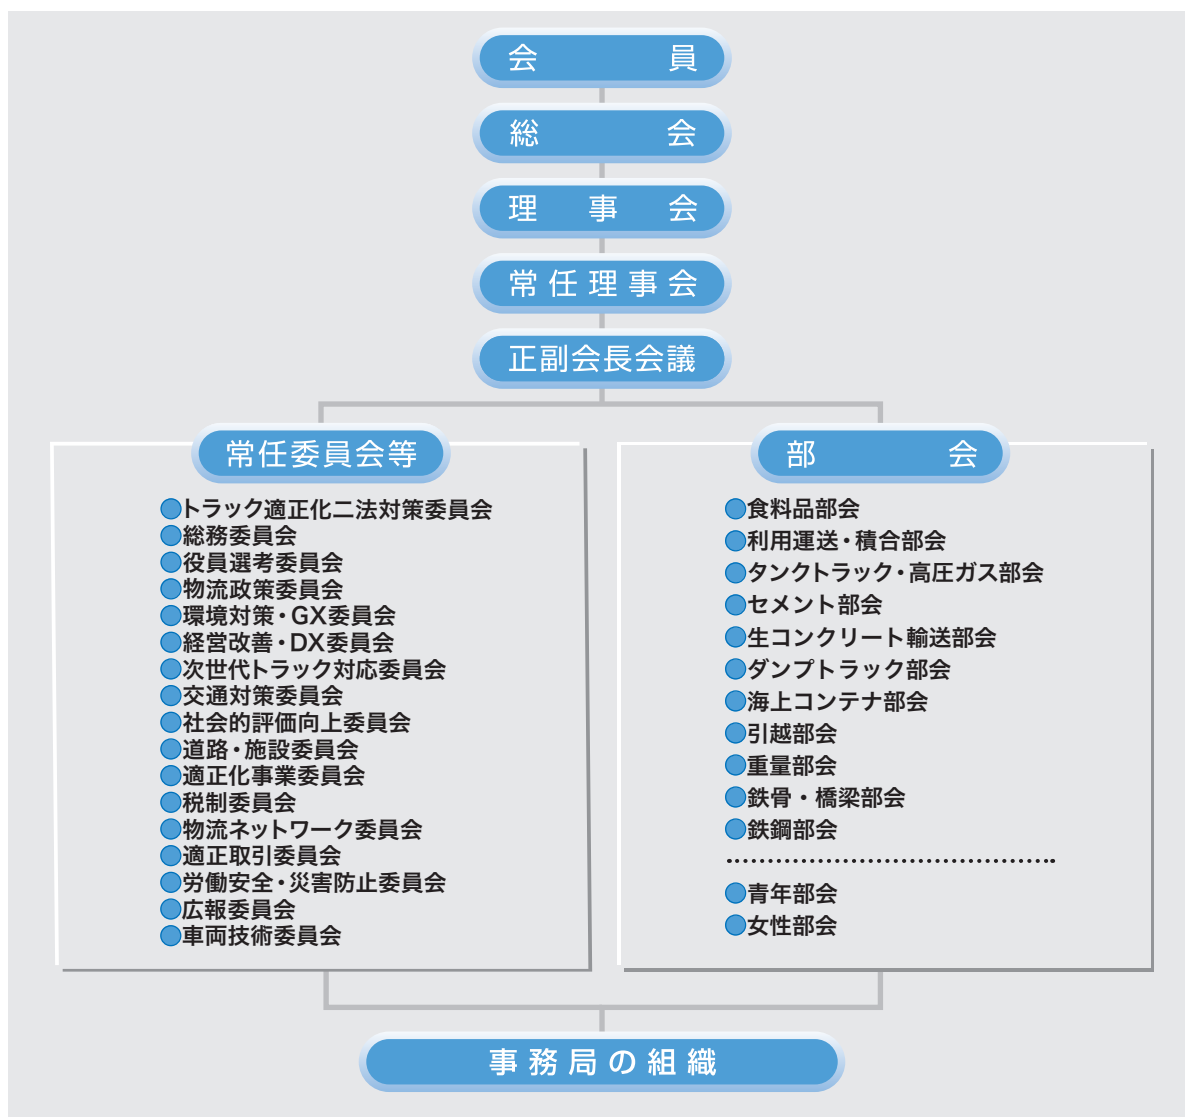 会員
総会
理事会
常任理事会
正副会長会議
常任委員会等
●トラック適正化二法対策委員会
●総務委員会
●役員選考委員会
●物流政策委員会
●環境対策・GX委員会
●経営改善・DX委員会
●次世代トラック対応委員会
●交通対策委員会
●社会的評価向上委員会
●道路・施設委員会
●適正化事業委員会
●税制委員会
●物流ネットワーク委員会
●適正取引委員会
●労働安全・災害防止委員会
●広報委員会
●車両技術委員会
部会
●食料品部会
●利用運送・積合部会
●タンクトラック・高圧ガス部会
●セメント部会
●生コンクリート輸送部会
●ダンプトラック部会
●海上コンテナ部会
●引越部会
●重量部会
●鉄骨・橋梁部会
●鉄鋼部会
●青年部会
●女性部会
事務局の組織